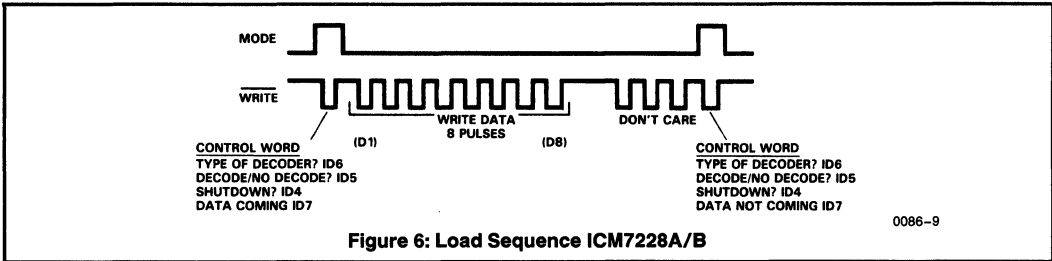 MODE
WRITE
WRITE DATA
8 PULSES
DON'T CARE
(D1)
(D8)
CONTROL WORD
TYPE OF DECODER? ID6
DECODE/NO DECODE? ID5
SHUTDOWN? ID4
DATA COMING ID7
CONTROL WORD
TYPE OF DECODER? ID6
DECODE/NO DECODE? ID5
SHUTDOWN? ID4
DATA NOT COMING ID7
0086-9
Figure 6: Load Sequence ICM7228A/B